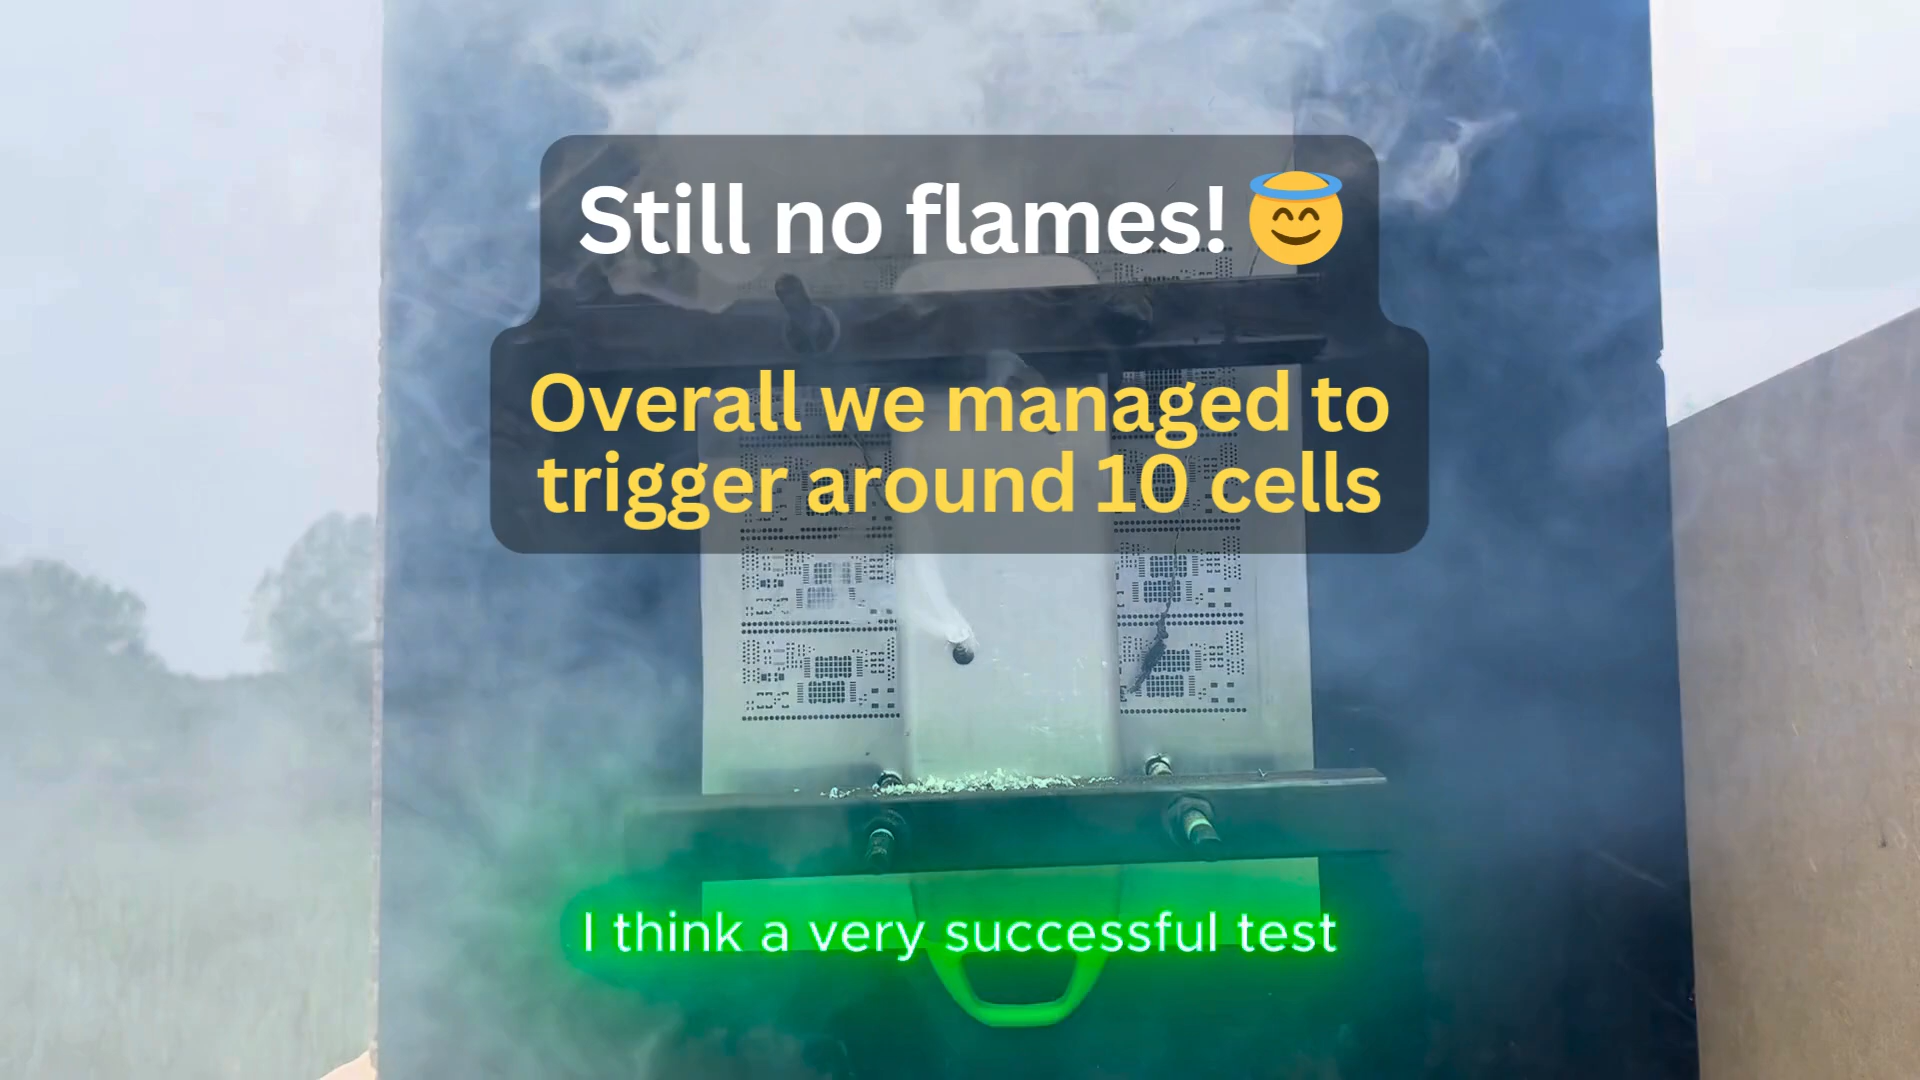 Still no flames! 😇
Overall we managed to
trigger around 10 cells
I think a very successful test